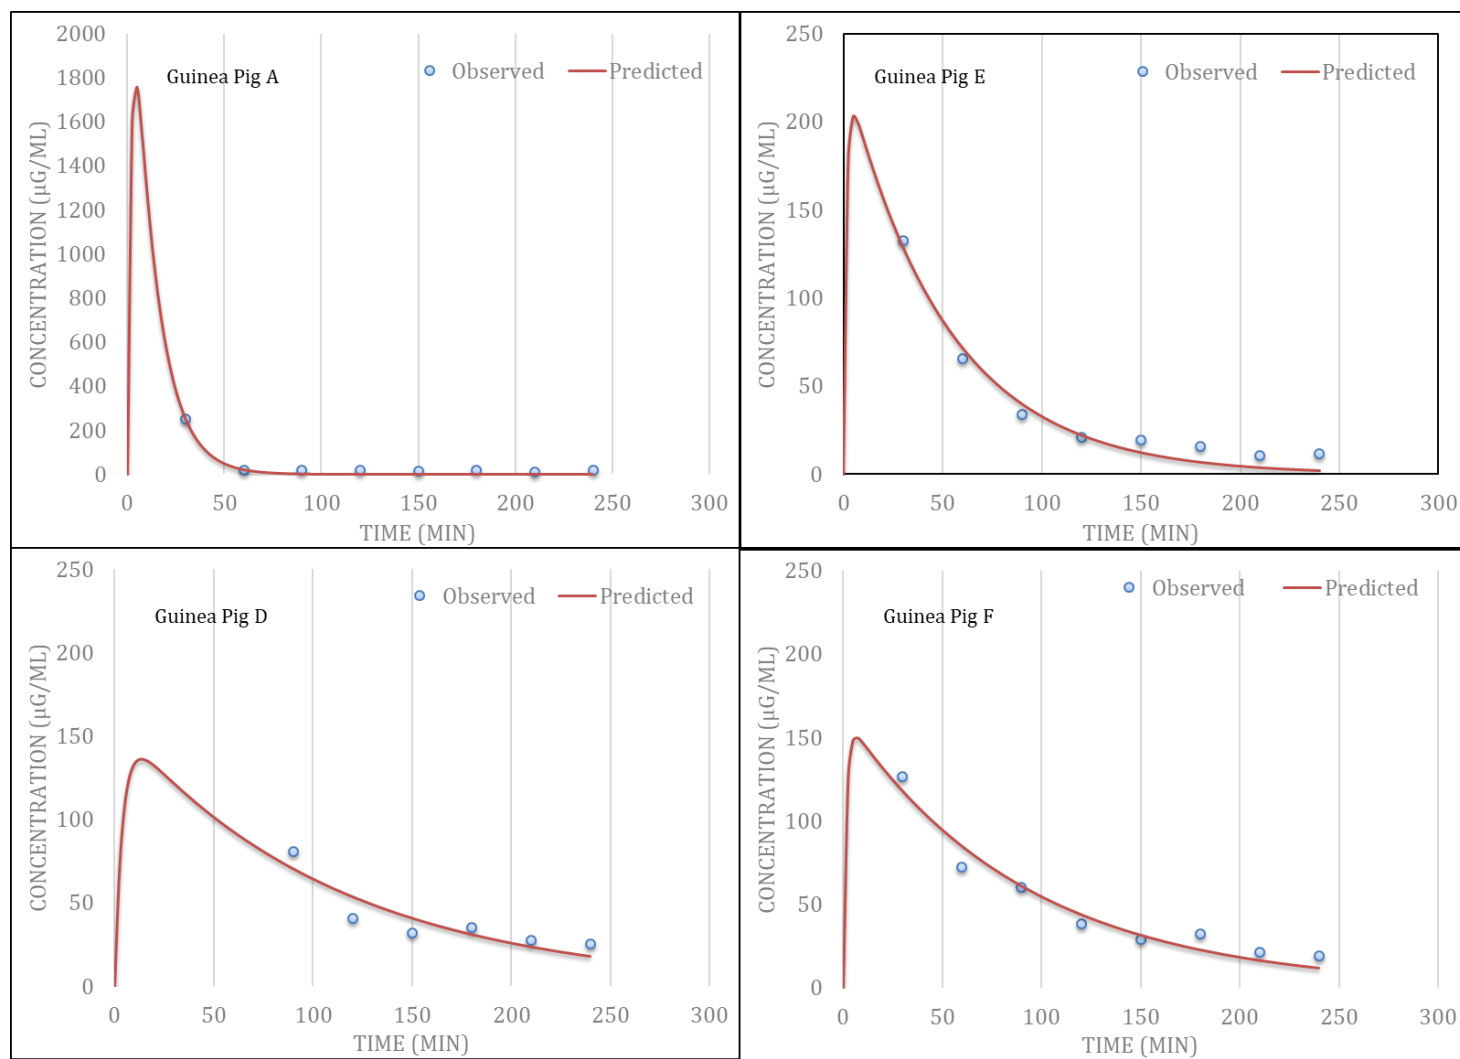 2000
1800
1600
1400
1200
1000
800
600
400
200
0
CONCENTRATION (µG/ML)
Guinea Pig A
Observed
Predicted
0 50 100 150 200 250 300
TIME (MIN)
250
200
150
100
50
0
CONCENTRATION (µG/ML)
Guinea Pig E
Observed
Predicted
0 50 100 150 200 250 300
TIME (MIN)
250
200
150
100
50
0
CONCENTRATION (µG/ML)
Guinea Pig D
Observed
Predicted
0 50 100 150 200 250 300
TIME (MIN)
250
200
150
100
50
0
CONCENTRATION (µG/ML)
Guinea Pig F
Observed
Predicted
0 50 100 150 200 250 300
TIME (MIN)